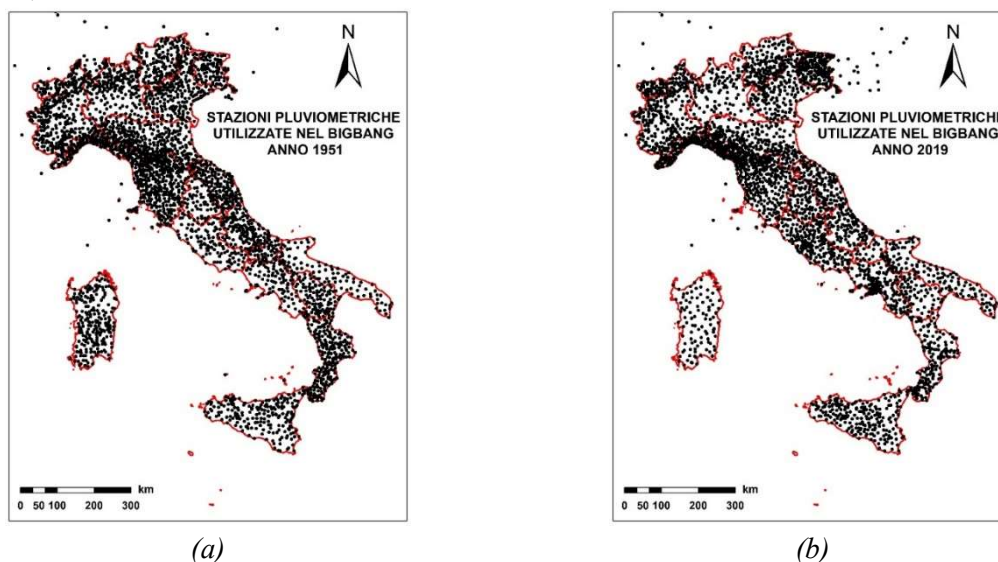 N
STAZIONI PLUVIOMETRICHE
UTILIZZATE NEL BIGBANG
ANNO 1951
km
0 50 100 200 300
(a)
N
STAZIONI PLUVIOMETRICHE
UTILIZZATE NEL BIGBANG
ANNO 2019
km
0 50 100 200 300
(b)